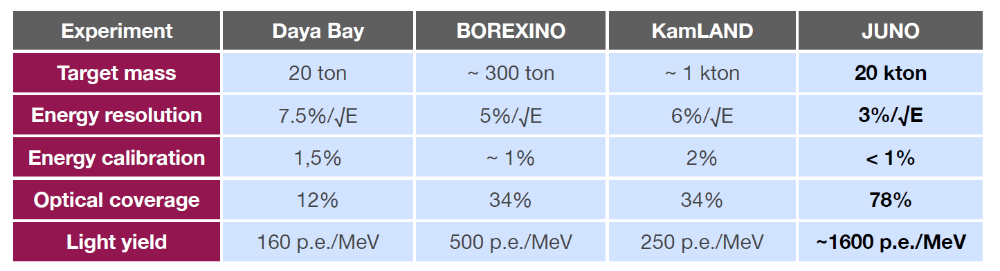 Experiment Daya Bay BOREXINO KamLAND JUNO
Target mass 20 ton ~ 300 ton ~ 1 kton 20 kton
Energy resolution 7.5%/√E 5%/√E 6%/√E 3%/√E
Energy calibration 1,5% ~ 1% 2% < 1%
Optical coverage 12% 34% 34% 78%
Light yield 160 p.e./MeV 500 p.e./MeV 250 p.e./MeV ~1600 p.e./MeV